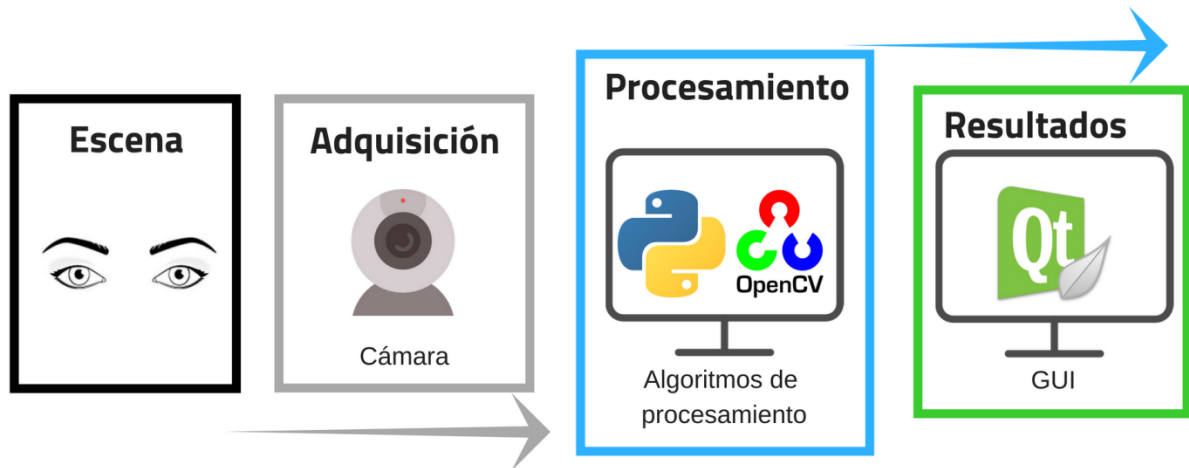 Escena
Adquisición
Cámara
Procesamiento
OpenCV
Algoritmos de
procesamiento
Resultados
Qt
GUI